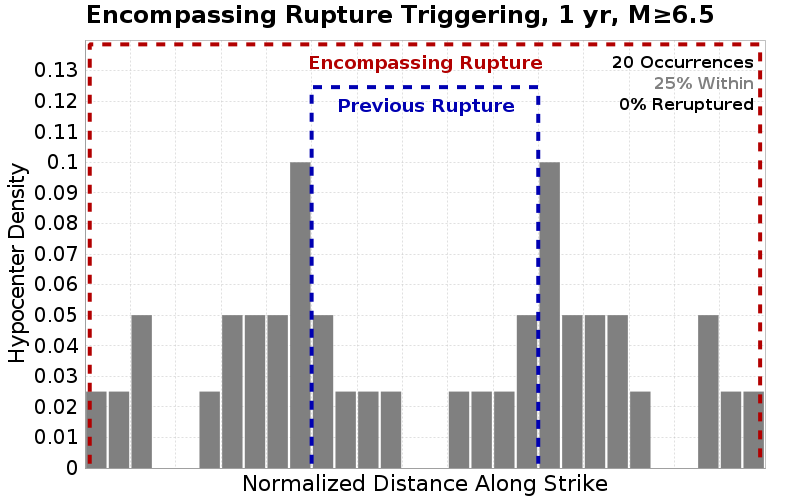 Encompassing Rupture Triggering, 1 yr, M≥6.5
Encompassing Rupture
Previous Rupture
20 Occurrences
25% Within
0% Reruptured
Hypocenter Density
0.13
0.12
0.11
0.1
0.09
0.08
0.07
0.06
0.05
0.04
0.03
0.02
0.01
0
Normalized Distance Along Strike